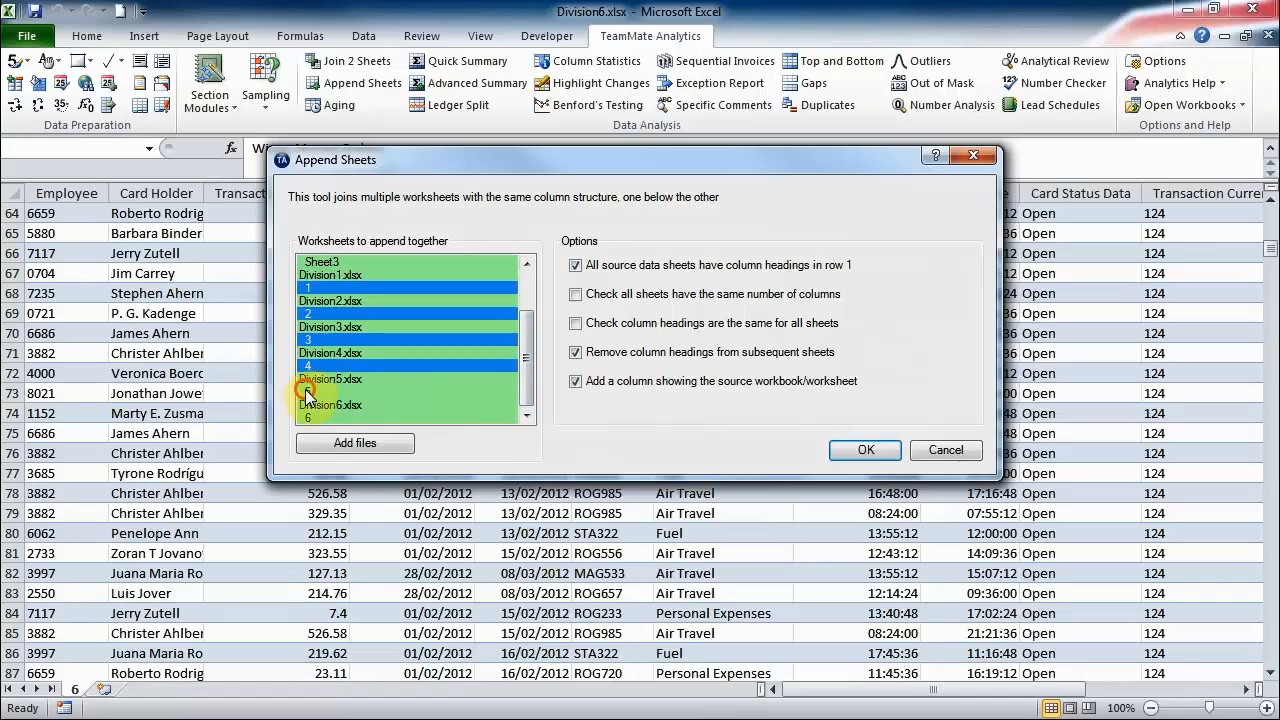 Division6.xlsx - Microsoft Excel
File Home Insert Page Layout Formulas Data Review View Developer TeamMate Analytics
Join 2 Sheets Quick Summary Column Statistics Sequential Invoices Top and Bottom Outliers Analytical Review Options
Section Modules Sampling Append Sheets Advanced Summary Highlight Changes Exception Report Gaps Out of Mask Number Checker Analytics Help
Aging Ledger Split Benford's Testing Specific Comments Duplicates Number Analysis Lead Schedules Open Workbooks
Data Preparation Data Analysis Options and Help
fx
Append Sheets
This tool joins multiple worksheets with the same column structure, one below the other
Worksheets to append together
Sheet3
Division1.xlsx
1
Division2.xlsx
2
Division3.xlsx
3
Division4.xlsx
4
Division5.xlsx
Division6.xlsx
6
Add files
Options
All source data sheets have column headings in row 1
Check all sheets have the same number of columns
Check column headings are the same for all sheets
Remove column headings from subsequent sheets
Add a column showing the source workbook/worksheet
OK Cancel
Employee Card Holder Transact Card Status Data Transaction Curre
64 6659 Roberto Rodrig 12 Open 124
65 5880 Barbara Binder 12 Open 124
66 7117 Jerry Zutell 12 Open 124
67 0704 Jim Carrey 12 Open 124
68 7235 Stephen Ahern 24 Open 124
69 0721 P. G. Kadenge 00 Open 124
70 6686 James Ahern 24 Open 124
71 3882 Christer Ahlber 12 Open 124
72 4000 Veronica Boerc 12 Open 124
73 8021 Jonathan Jowet 00 Open 124
74 1152 Marty E. Zusma 12 Open 124
75 6686 James Ahern 48 Open 124
76 3882 Christer Ahlber 36 Open 124
77 3685 Tyrone Rodrígu 36 Open 124
78 3882 Christer Ahlber 526.58 01/02/2012 13/02/2012 ROG985 Air Travel 16:48:00 17:16:48 Open 124
79 3882 Christer Ahlber 329.35 01/02/2012 13/02/2012 ROG985 Air Travel 08:24:00 07:55:12 Open 124
80 6062 Penelope Ann 212.15 01/02/2012 13/02/2012 STA322 Fuel 13:55:12 12:00:00 Open 124
81 2733 Zoran T Jovano 323.55 01/02/2012 15/02/2012 ROG556 Air Travel 12:43:12 14:09:36 Open 124
82 3997 Juana Maria Ro 127.13 28/02/2012 08/03/2012 MAG533 Air Travel 13:55:12 15:07:12 Open 124
83 2550 Luis Jover 214.76 28/02/2012 08/03/2012 ROG657 Air Travel 12:14:24 09:36:00 Open 124
84 7117 Jerry Zutell 7.4 01/02/2012 15/02/2012 ROG233 Personal Expenses 13:40:48 17:02:24 Open 124
85 3882 Christer Ahlber 526.58 01/02/2012 15/02/2012 ROG985 Air Travel 08:24:00 21:21:36 Open 124
86 3997 Juana Maria Ro 219.62 01/02/2012 16/02/2012 STA322 Fuel 17:45:36 11:16:48 Open 124
87 6659 Roberto Rodrig 23.11 01/02/2012 16/02/2012 ROG720 Personal Expenses 11:45:36 16:19:12 Open 124
6
Ready 100%